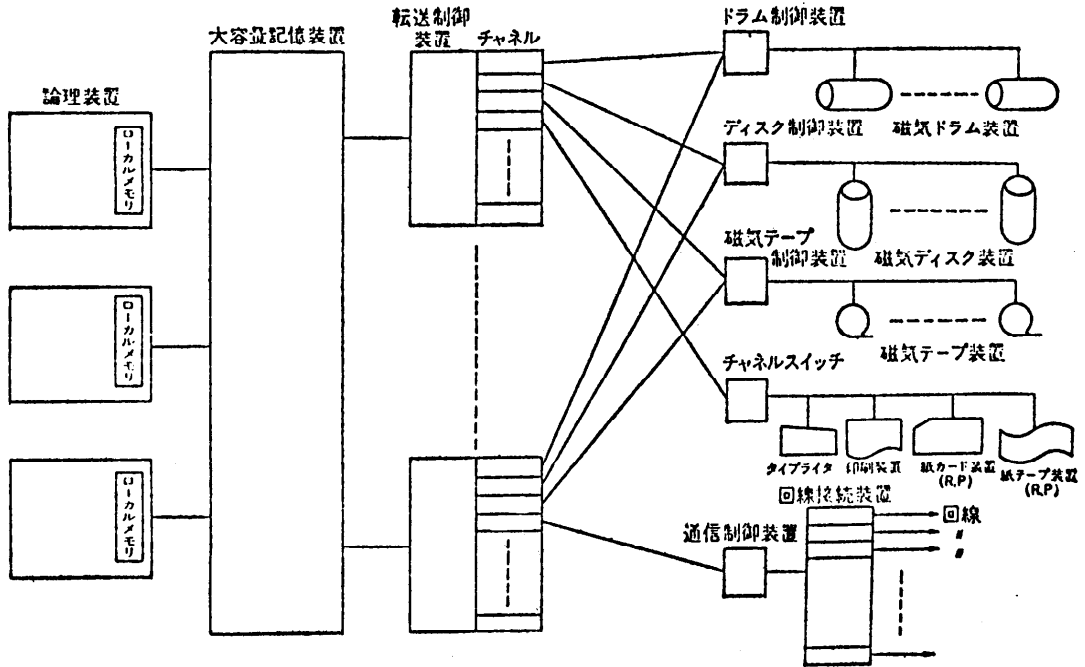 論理装置
ローカルメモリ
ローカルメモリ
ローカルメモリ
大容量記憶装置
転送制御
装置
チャネル
ドラム制御装置
磁気ドラム装置
ディスク制御装置
磁気ディスク装置
磁気テープ
制御装置
磁気テープ装置
チャネルスイッチ
タイプライタ
印刷装置
紙カード装置
(R,P)
紙テープ装置
(R,P)
回線接続装置
通信制御装置
回線
〃
〃